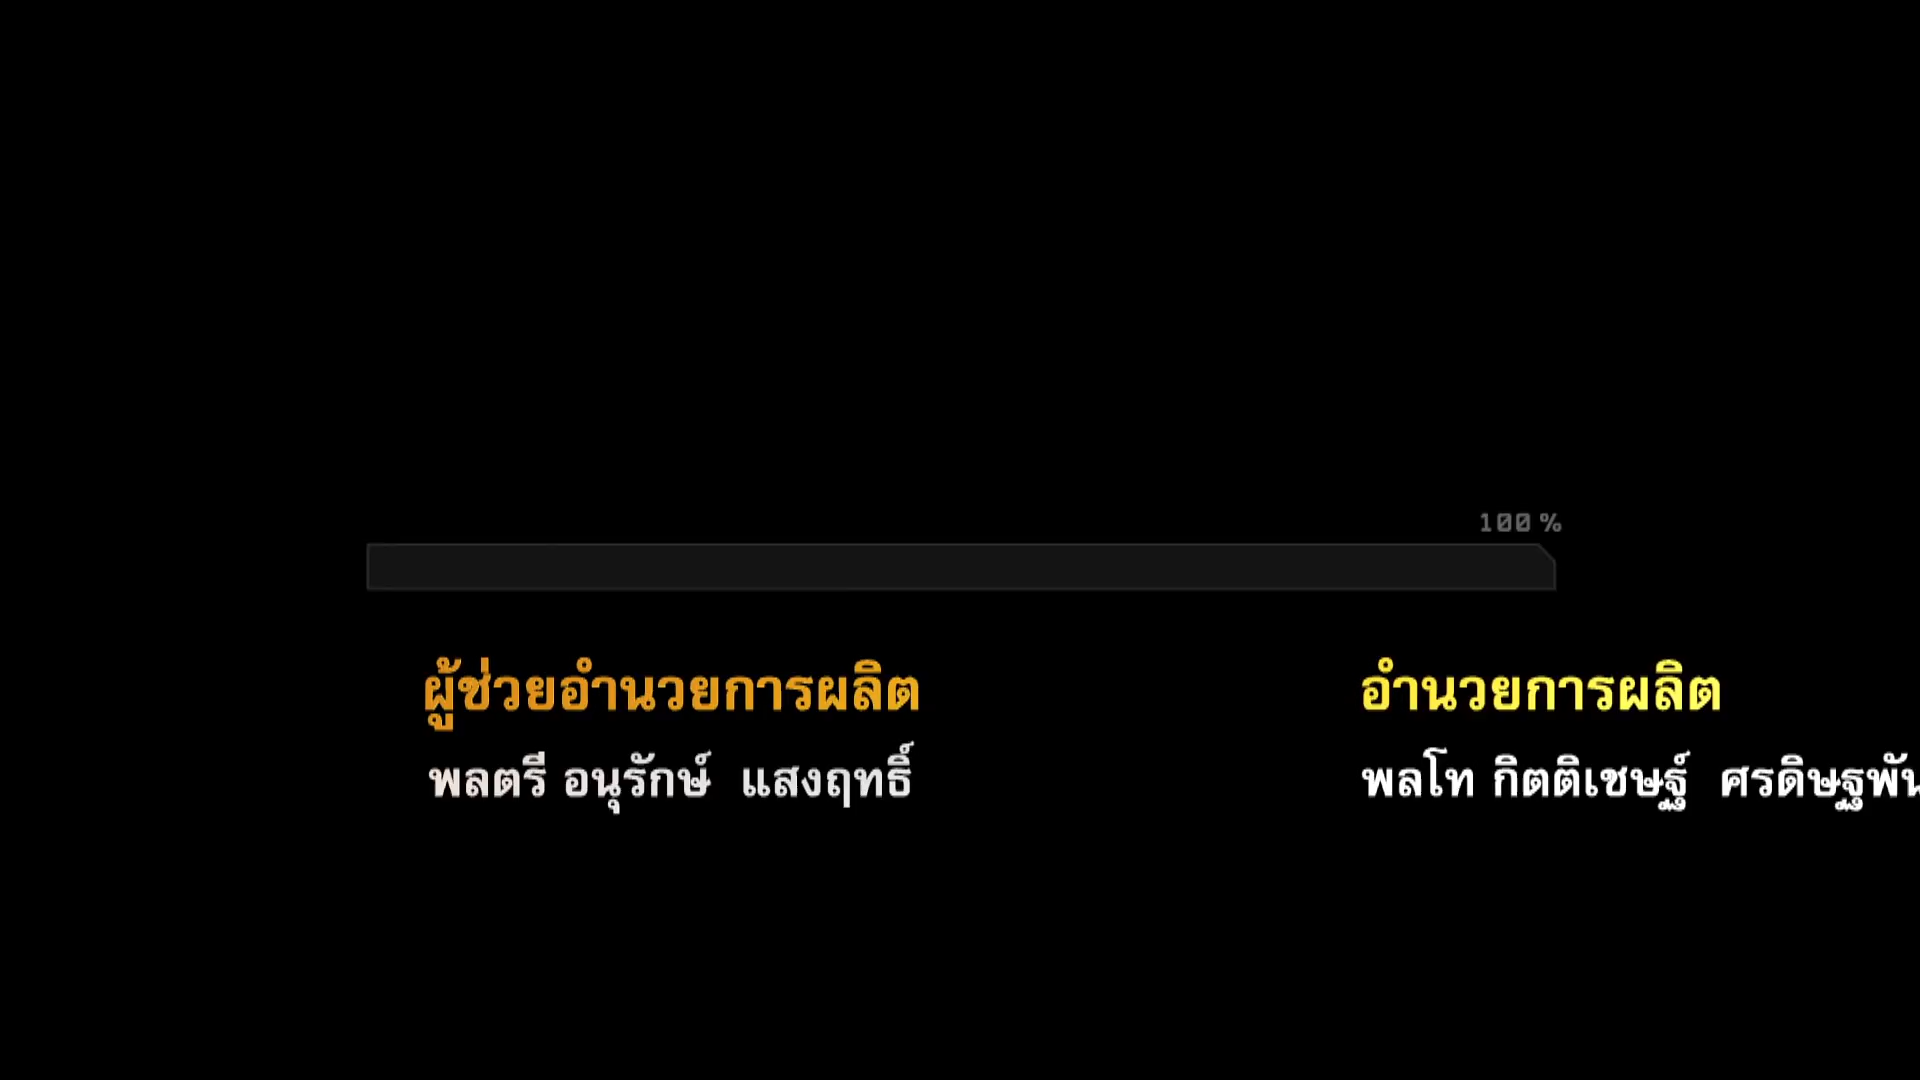 100 %
ผู้ช่วยอำนวยการผลิต
พลตรี อนุรักษ์ แสงฤทธิ์
อำนวยการผลิต
พลโท กิตติเชษฐ์